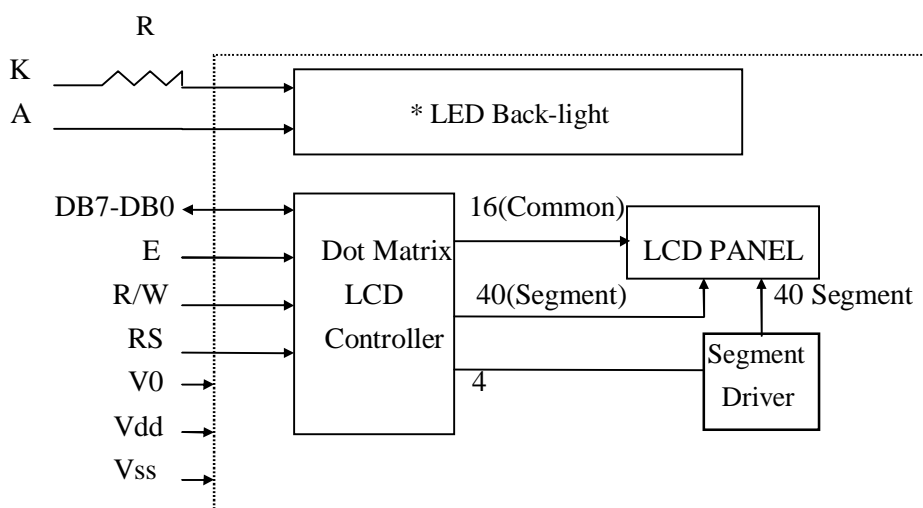 R
K
A
* LED Back-light
DB7-DB0
16(Common)
E
Dot Matrix
LCD
Controller
LCD PANEL
R/W
40(Segment)
40 Segment
RS
Segment
Driver
V0
4
Vdd
Vss